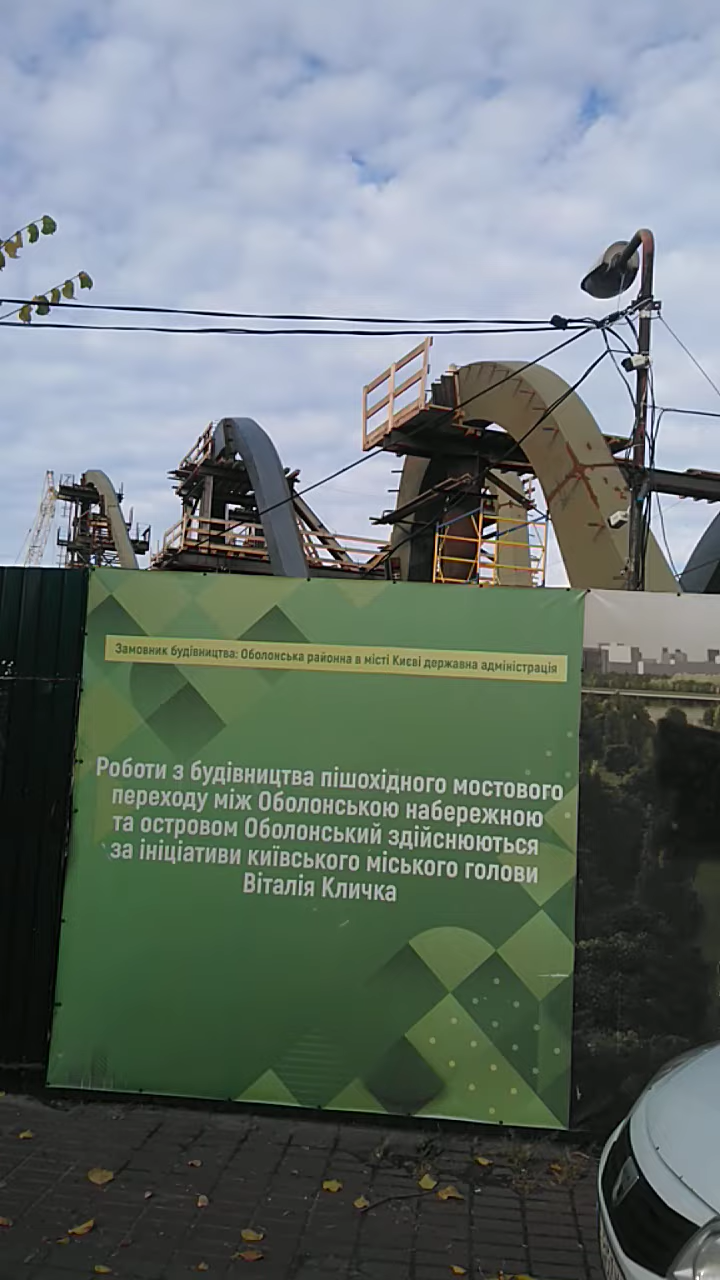 Замовник будівництва: Оболонська районна в місті Києві державна адміністрація
Роботи з будівництва пішохідного мостового
переходу між Оболонською набережною
та островом Оболонський здійснюються
за ініціативи київського міського голови
Віталія Кличка